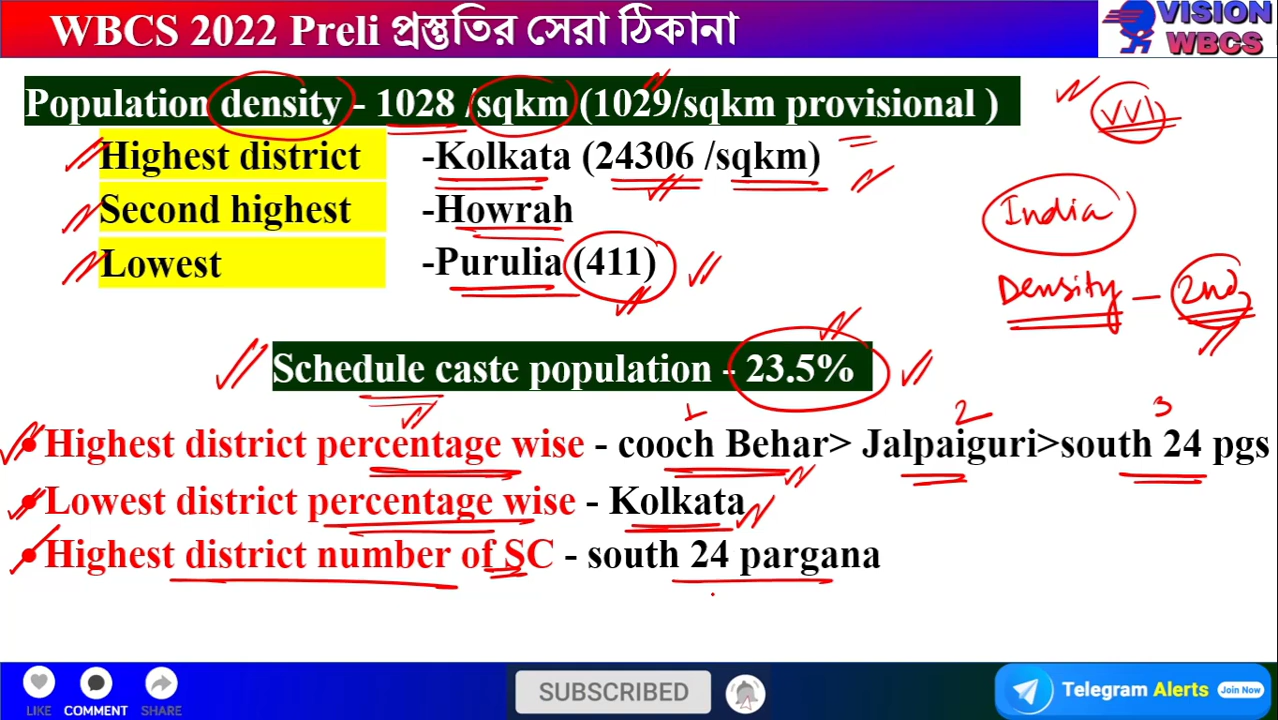 WBCS 2022 Preli প্রস্তুতির সেরা ঠিকানা
VISION
WBCS
Population density - 1028 /sqkm (1029/sqkm provisional )
VVI
Highest district -Kolkata (24306 /sqkm)
Second highest -Howrah
India
Lowest -Purulia (411)
Density - 2nd
Schedule caste population - 23.5%
1 2 3
• Highest district percentage wise - cooch Behar> Jalpaiguri>south 24 pgs
• Lowest district percentage wise - Kolkata
• Highest district number of SC - south 24 pargana
LIKE COMMENT SHARE
SUBSCRIBED
Telegram Alerts Join Now